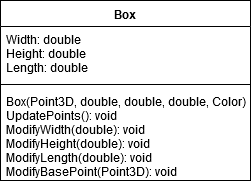 Box
Width: double
Height: double
Length: double
Box(Point3D, double, double, double, Color)
UpdatePoints(): void
ModifyWidth(double): void
ModifyHeight(double): void
ModifyLength(double): void
ModifyBasePoint(Point3D): void